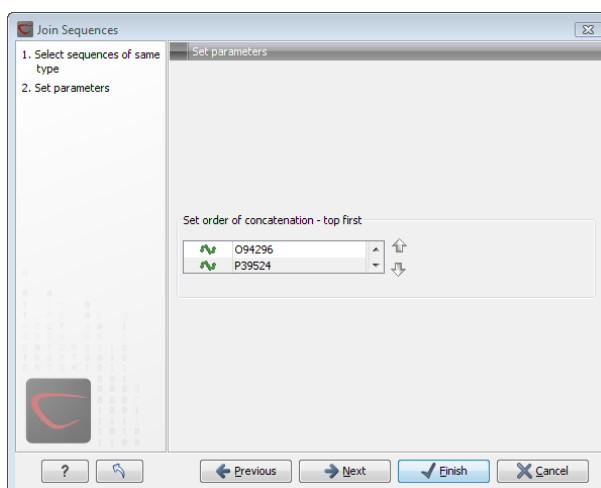 Join Sequences
1. Select sequences of same
type
2. Set parameters
Set parameters
Set order of concatenation - top first
O94296
P39524
?
Previous
Next
Finish
Cancel